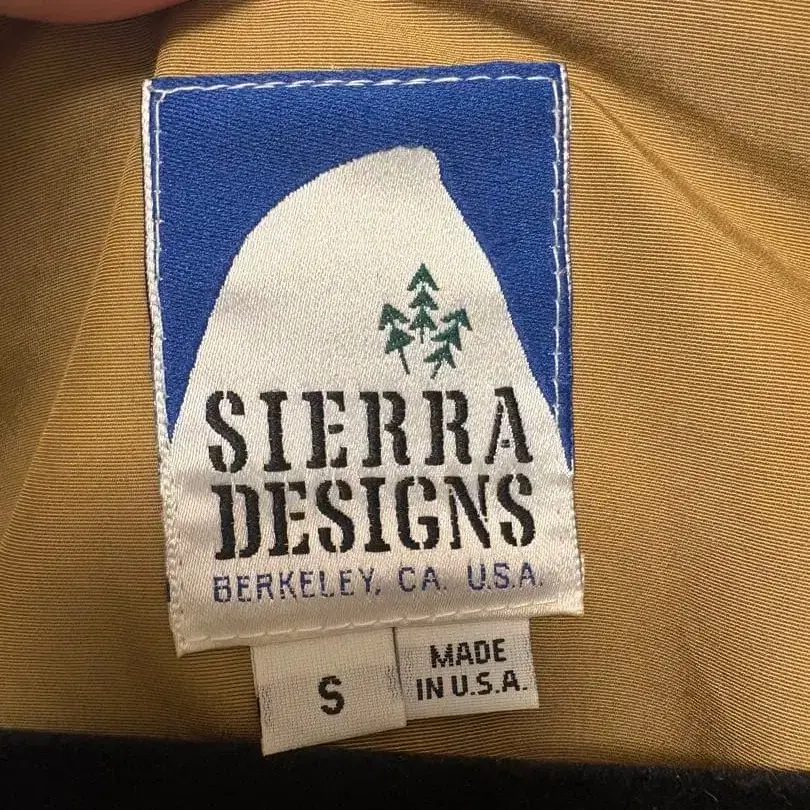 SIERRA
DESIGNS
BERKELEY, CA. U.S.A.
S
MADE
IN U.S.A.